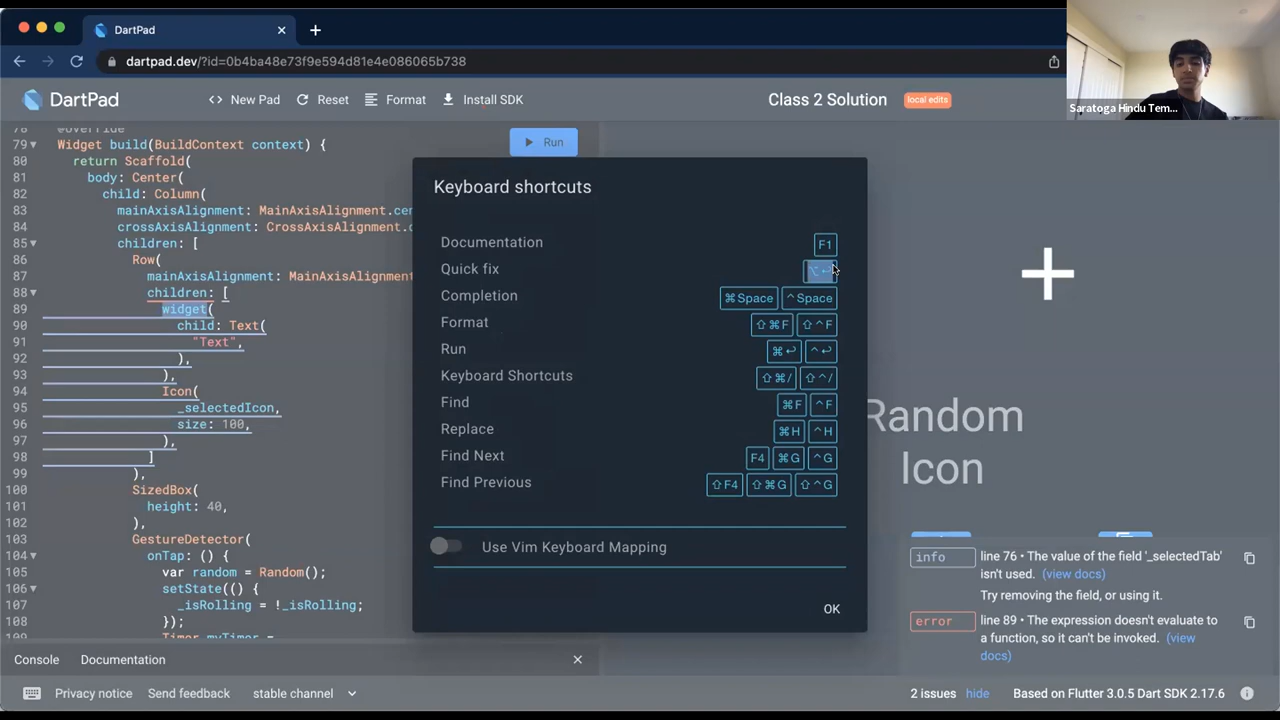 DartPad
dartpad.dev/?id=0b4ba48e73f9e594d81e4e086065b738
Saratoga Hindu Tem...
DartPad
<> New Pad
Reset
Format
Install SDK
Class 2 Solution
local edits
78 @override
79 Widget build(BuildContext context) {
80 return Scaffold(
81 body: Center(
82 child: Column(
83 mainAxisAlignment: MainAxisAlignment.cen
84 crossAxisAlignment: CrossAxisAlignment.c
85 children: [
86 Row(
87 mainAxisAlignment: MainAxisAlignment
88 children: [
89 widget(
90 child: Text(
91 "Text",
92 ),
93 ),
94 Icon(
95 _selectedIcon,
96 size: 100,
97 ),
98 ]
99 ),
100 SizedBox(
101 height: 40,
102 ),
103 GestureDetector(
104 onTap: () {
105 var random = Random();
106 setState(() {
107 _isRolling = !_isRolling;
108 });
109 Timer myTimer =
Run
Keyboard shortcuts
Documentation F1
Quick fix ⌥↩
Completion ⌘Space ^Space
Format ⇧⌘F ⇧^F
Run ⌘↩ ^↩
Keyboard Shortcuts ⇧⌘/ ⇧^/
Find ⌘F ^F
Replace ⌘H ^H
Find Next F4 ⌘G ^G
Find Previous ⇧F4 ⇧⌘G ⇧^G
Use Vim Keyboard Mapping
OK
Random
Icon
info line 76 • The value of the field '_selectedTab'
isn't used. (view docs)
Try removing the field, or using it.
error line 89 • The expression doesn't evaluate to
a function, so it can't be invoked. (view
docs)
Console
Documentation
Privacy notice
Send feedback
stable channel
2 issues hide
Based on Flutter 3.0.5 Dart SDK 2.17.6